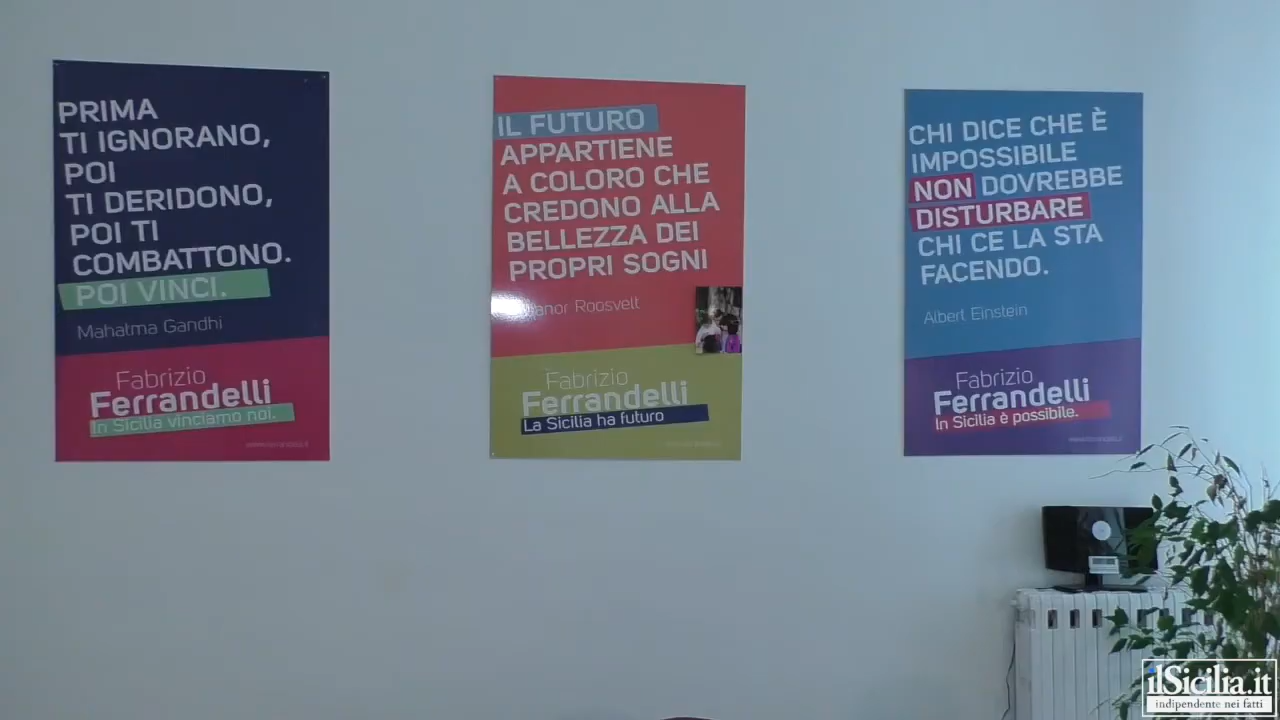 PRIMA
TI IGNORANO,
POI
TI DERIDONO,
POI TI
COMBATTONO.
POI VINCI.
Mahatma Gandhi
Fabrizio
Ferrandelli
In Sicilia vinciamo noi.
IL FUTURO
APPARTIENE
A COLORO CHE
CREDONO ALLA
BELLEZZA DEI
PROPRI SOGNI
Roosvelt
Fabrizio
Ferrandelli
La Sicilia ha futuro
CHI DICE CHE È
IMPOSSIBILE
NON DOVREBBE
DISTURBARE
CHI CE LA STA
FACENDO.
Albert Einstein
Fabrizio
Ferrandelli
In Sicilia è possibile.
ilSicilia.it
indipendente nei fatti